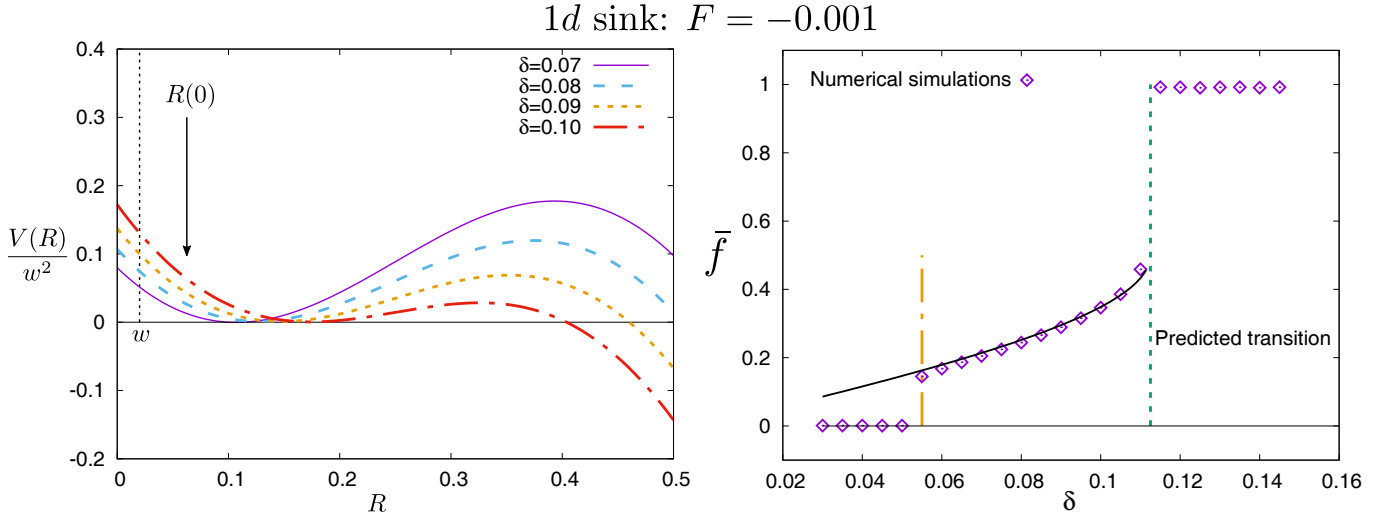 1d sink: F = −0.001
0.4
0.3
0.2
0.1
0
-0.1
-0.2
V(R)
w²
0 0.1 0.2 0.3 0.4 0.5
R
w
R(0)
δ=0.07
δ=0.08
δ=0.09
δ=0.10
1
0.8
0.6
0.4
0.2
0
f̄
0.02 0.04 0.06 0.08 0.1 0.12 0.14 0.16
δ
Numerical simulations
Predicted transition